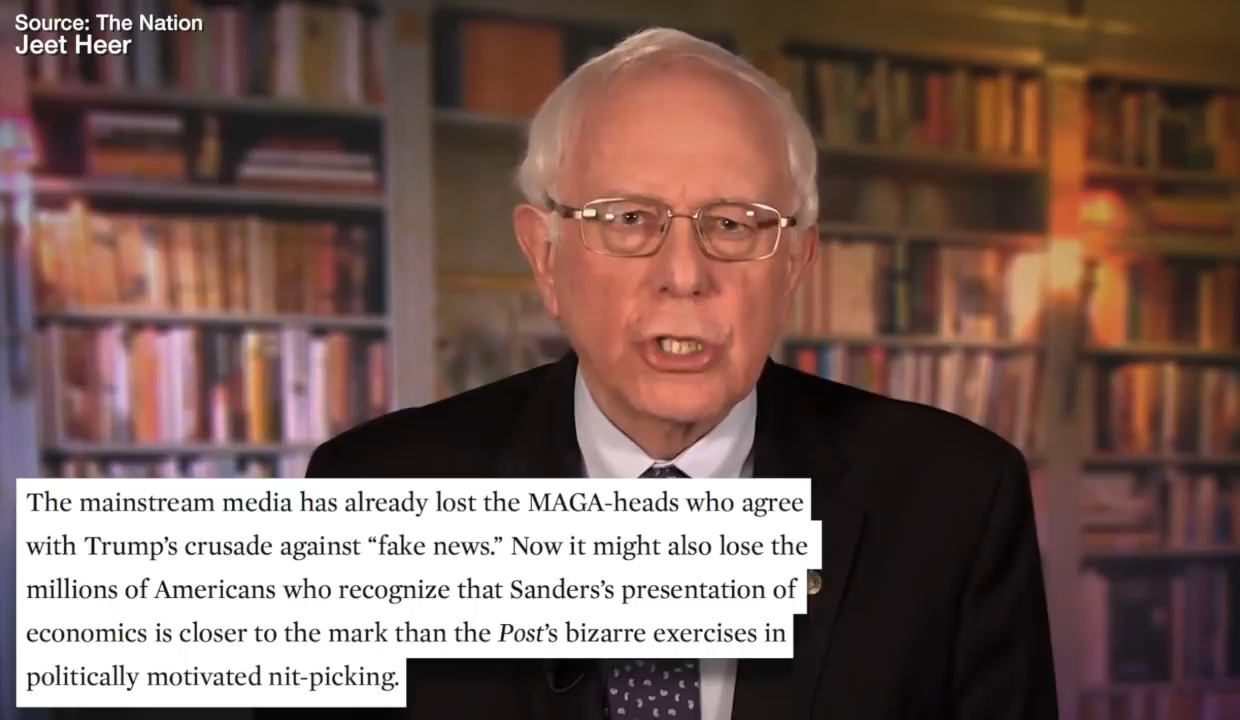 Source: The Nation
Jeet Heer
The mainstream media has already lost the MAGA-heads who agree
with Trump’s crusade against “fake news.” Now it might also lose the
millions of Americans who recognize that Sanders’s presentation of
economics is closer to the mark than the Post’s bizarre exercises in
politically motivated nit-picking.